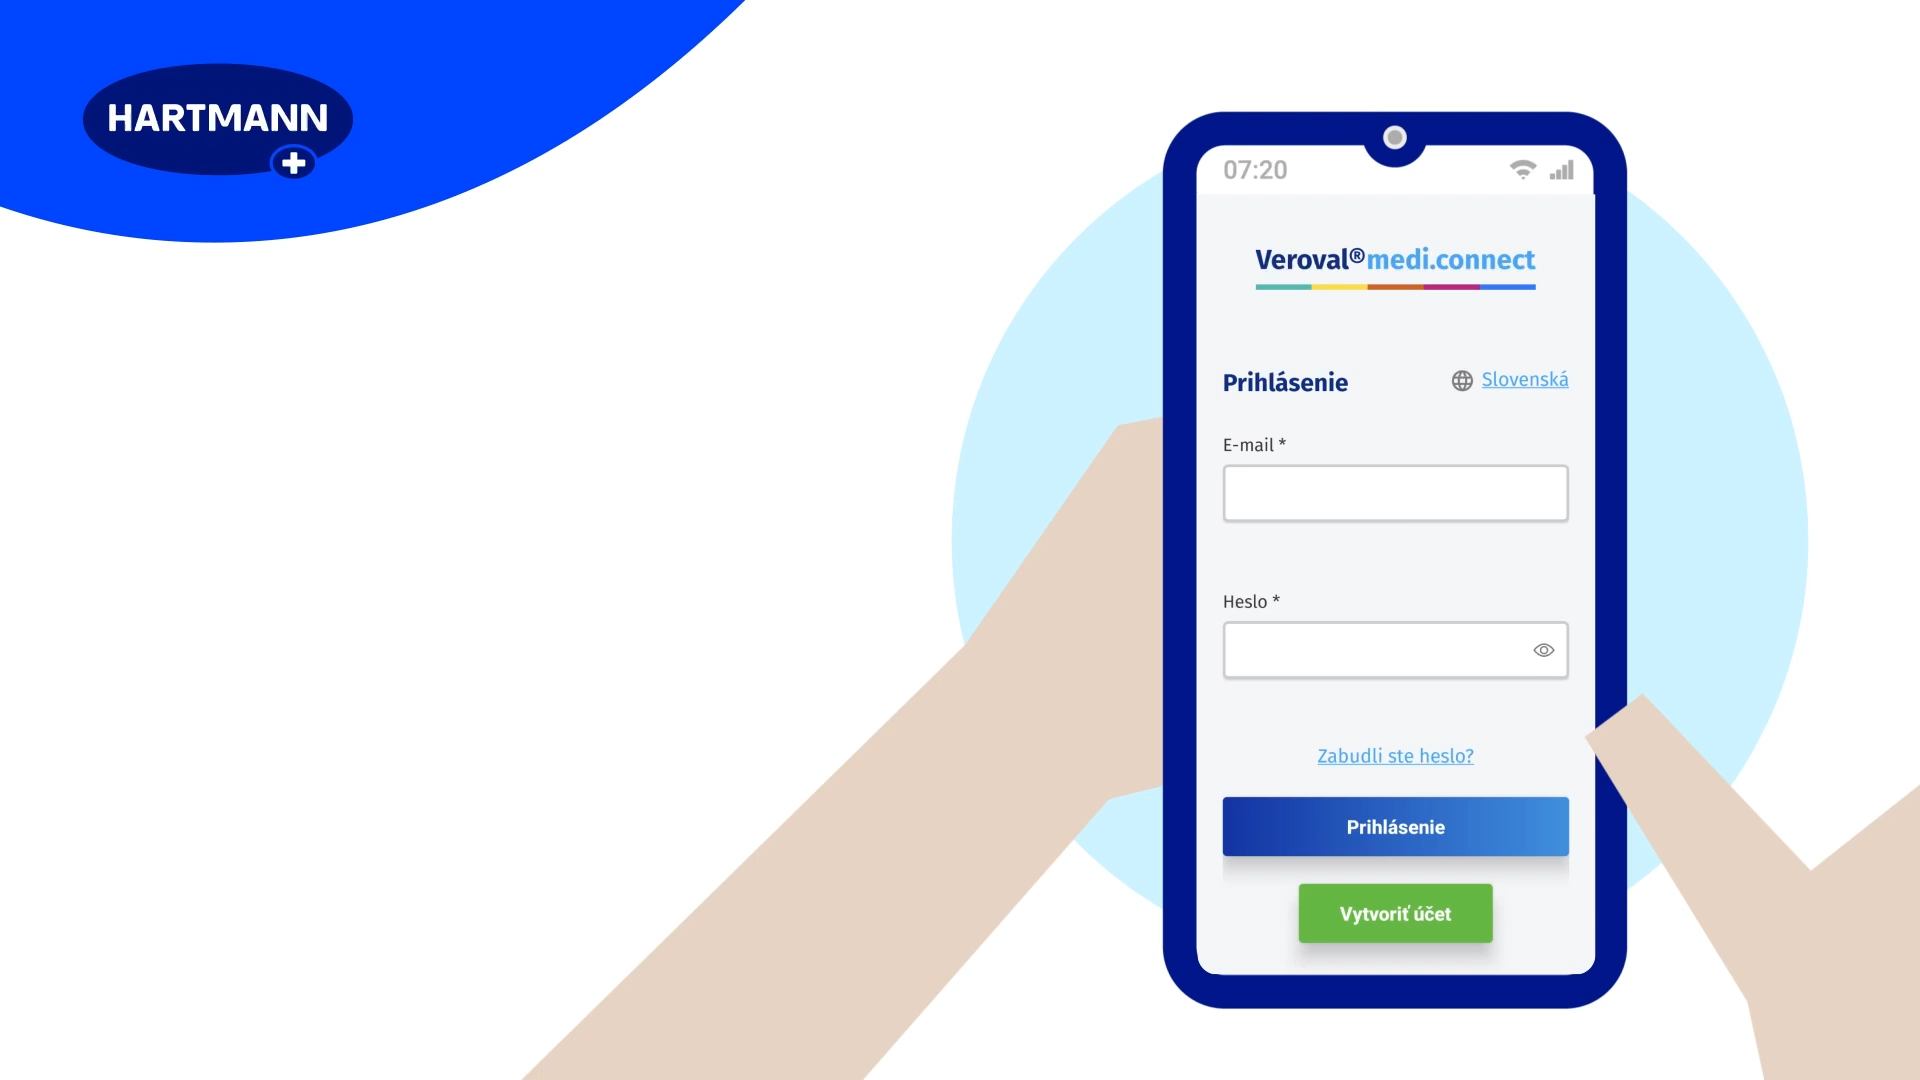 HARTMANN
07:20
Veroval®medi.connect
Prihlásenie
Slovenská
E-mail *
Heslo *
Zabudli ste heslo?
Prihlásenie
Vytvoriť účet